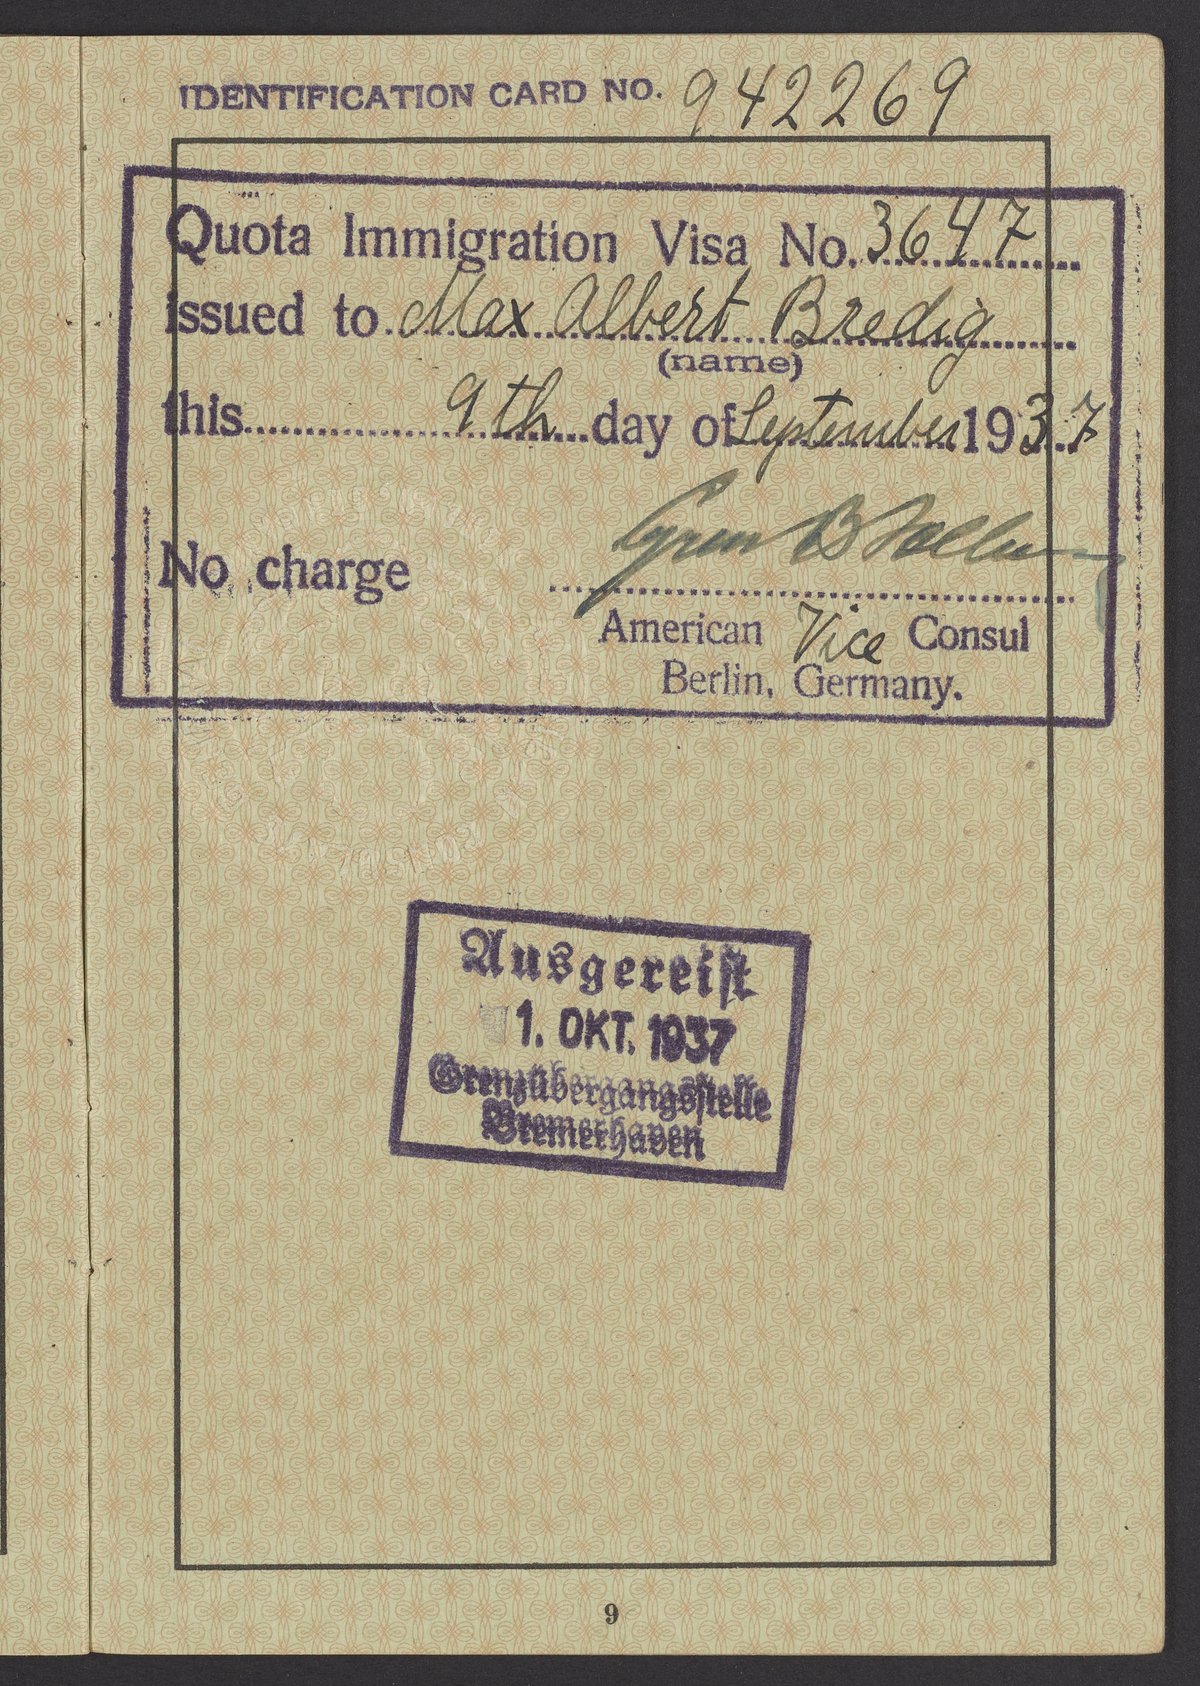 IDENTIFICATION CARD NO. 942269
Quota Immigration Visa No. 3647
issued to Max Albert Bredig
(name)
this 9th day of September 1937
No charge
American Vice Consul
Berlin, Germany.
Ausgereist
1. OKT. 1937
Grenzübergangsstelle
Bremerhaven
9